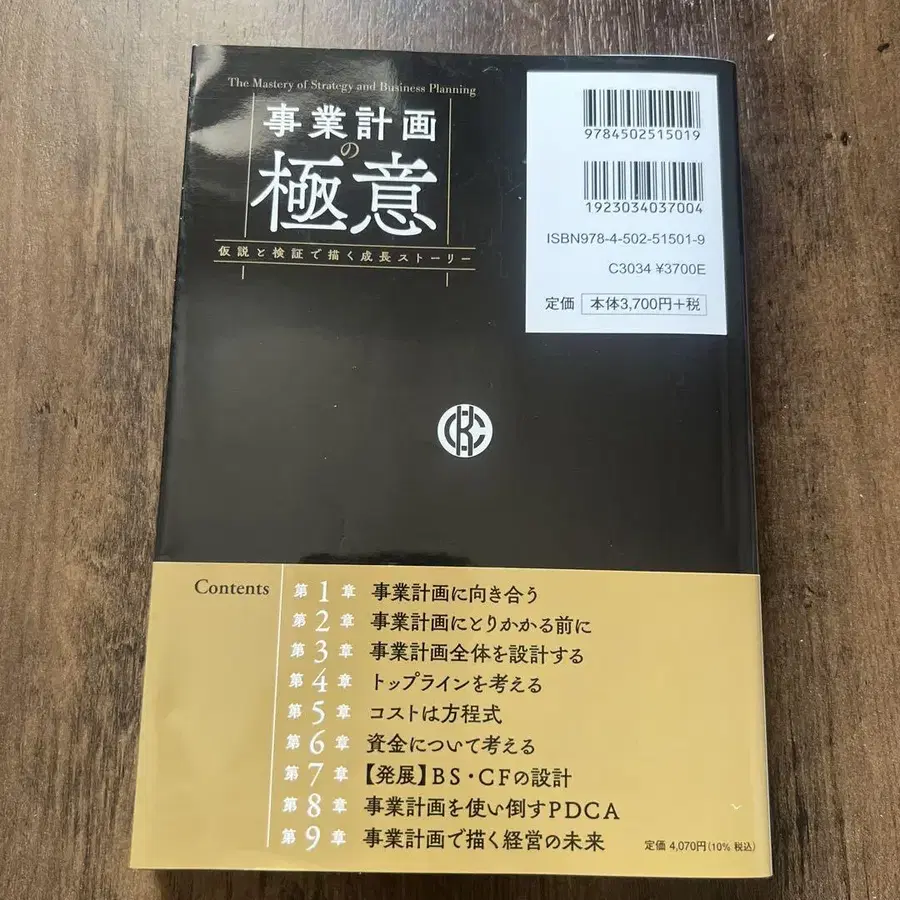 The Mastery of Strategy and Business Planning
事業計画
の
極意
仮説と検証で描く成長ストーリー
9784502515019
1923034037004
ISBN978-4-502-51501-9
C3034 ¥3700E
定価 本体3,700円+税
Contents
第1章 事業計画に向き合う
第2章 事業計画にとりかかる前に
第3章 事業計画全体を設計する
第4章 トップラインを考える
第5章 コストは方程式
第6章 資金について考える
第7章 【発展】BS・CFの設計
第8章 事業計画を使い倒すPDCA
第9章 事業計画で描く経営の未来
定価 4,070円(10% 税込)